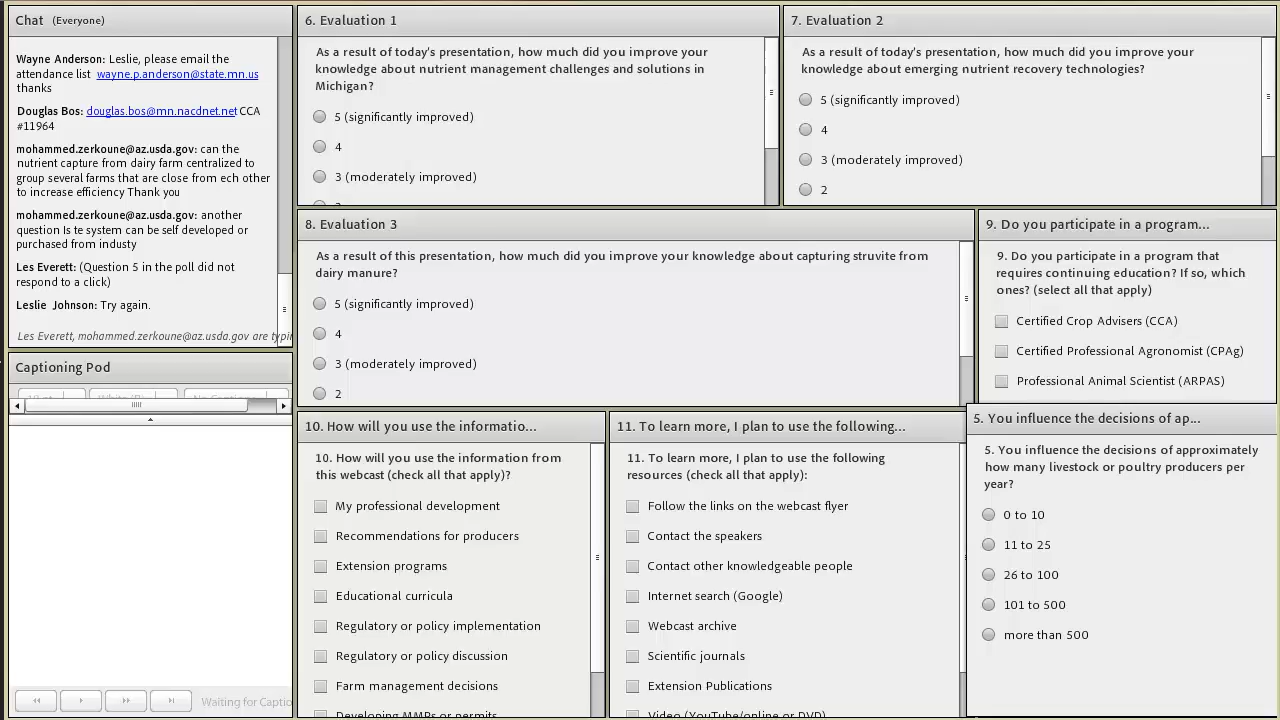 Chat (Everyone)
Wayne Anderson: Leslie, please email the
attendance list wayne.p.anderson@state.mn.us
thanks
Douglas Bos: douglas.bos@mn.nacdnet.net CCA
#11964
mohammed.zerkoune@az.usda.gov: can the
nutrient capture from dairy farm centralized to
group several farms that are close from ech other
to increase efficiency Thank you
mohammed.zerkoune@az.usda.gov: another
question Is te system can be self developed or
purchased from industy
Les Everett: (Question 5 in the poll did not
respond to a click)
Leslie Johnson: Try again.
Les Everett, mohammed.zerkoune@az.usda.gov are typin
Captioning Pod
Waiting for Captio
6. Evaluation 1
As a result of today's presentation, how much did you improve your
knowledge about nutrient management challenges and solutions in
Michigan?
5 (significantly improved)
4
3 (moderately improved)
7. Evaluation 2
As a result of today's presentation, how much did you improve your
knowledge about emerging nutrient recovery technologies?
5 (significantly improved)
4
3 (moderately improved)
2
8. Evaluation 3
As a result of this presentation, how much did you improve your knowledge about capturing struvite from
dairy manure?
5 (significantly improved)
4
3 (moderately improved)
2
9. Do you participate in a program...
9. Do you participate in a program that
requires continuing education? If so, which
ones? (select all that apply)
Certified Crop Advisers (CCA)
Certified Professional Agronomist (CPAg)
Professional Animal Scientist (ARPAS)
10. How will you use the informatio...
10. How will you use the information from
this webcast (check all that apply)?
My professional development
Recommendations for producers
Extension programs
Educational curricula
Regulatory or policy implementation
Regulatory or policy discussion
Farm management decisions
Developing MMPs or permits
11. To learn more, I plan to use the following...
11. To learn more, I plan to use the following
resources (check all that apply):
Follow the links on the webcast flyer
Contact the speakers
Contact other knowledgeable people
Internet search (Google)
Webcast archive
Scientific journals
Extension Publications
Video (YouTube/online or DVD)
5. You influence the decisions of ap...
5. You influence the decisions of approximately
how many livestock or poultry producers per
year?
0 to 10
11 to 25
26 to 100
101 to 500
more than 500